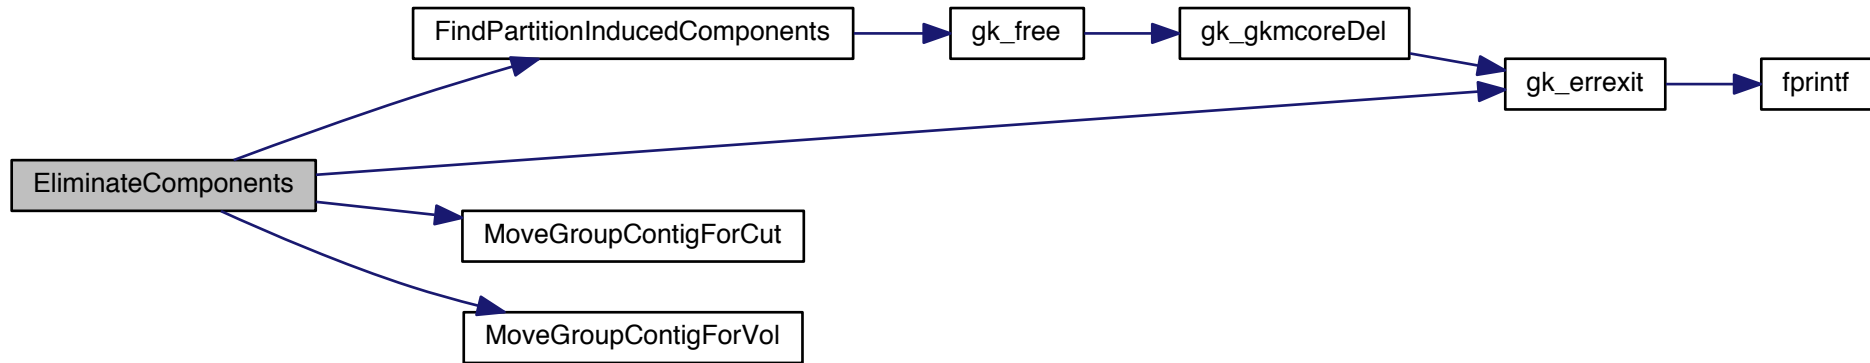 FindPartitionInducedComponents
gk_free
gk_gkmcoreDel
gk_errexit
fprintf
EliminateComponents
MoveGroupContigForCut
MoveGroupContigForVol